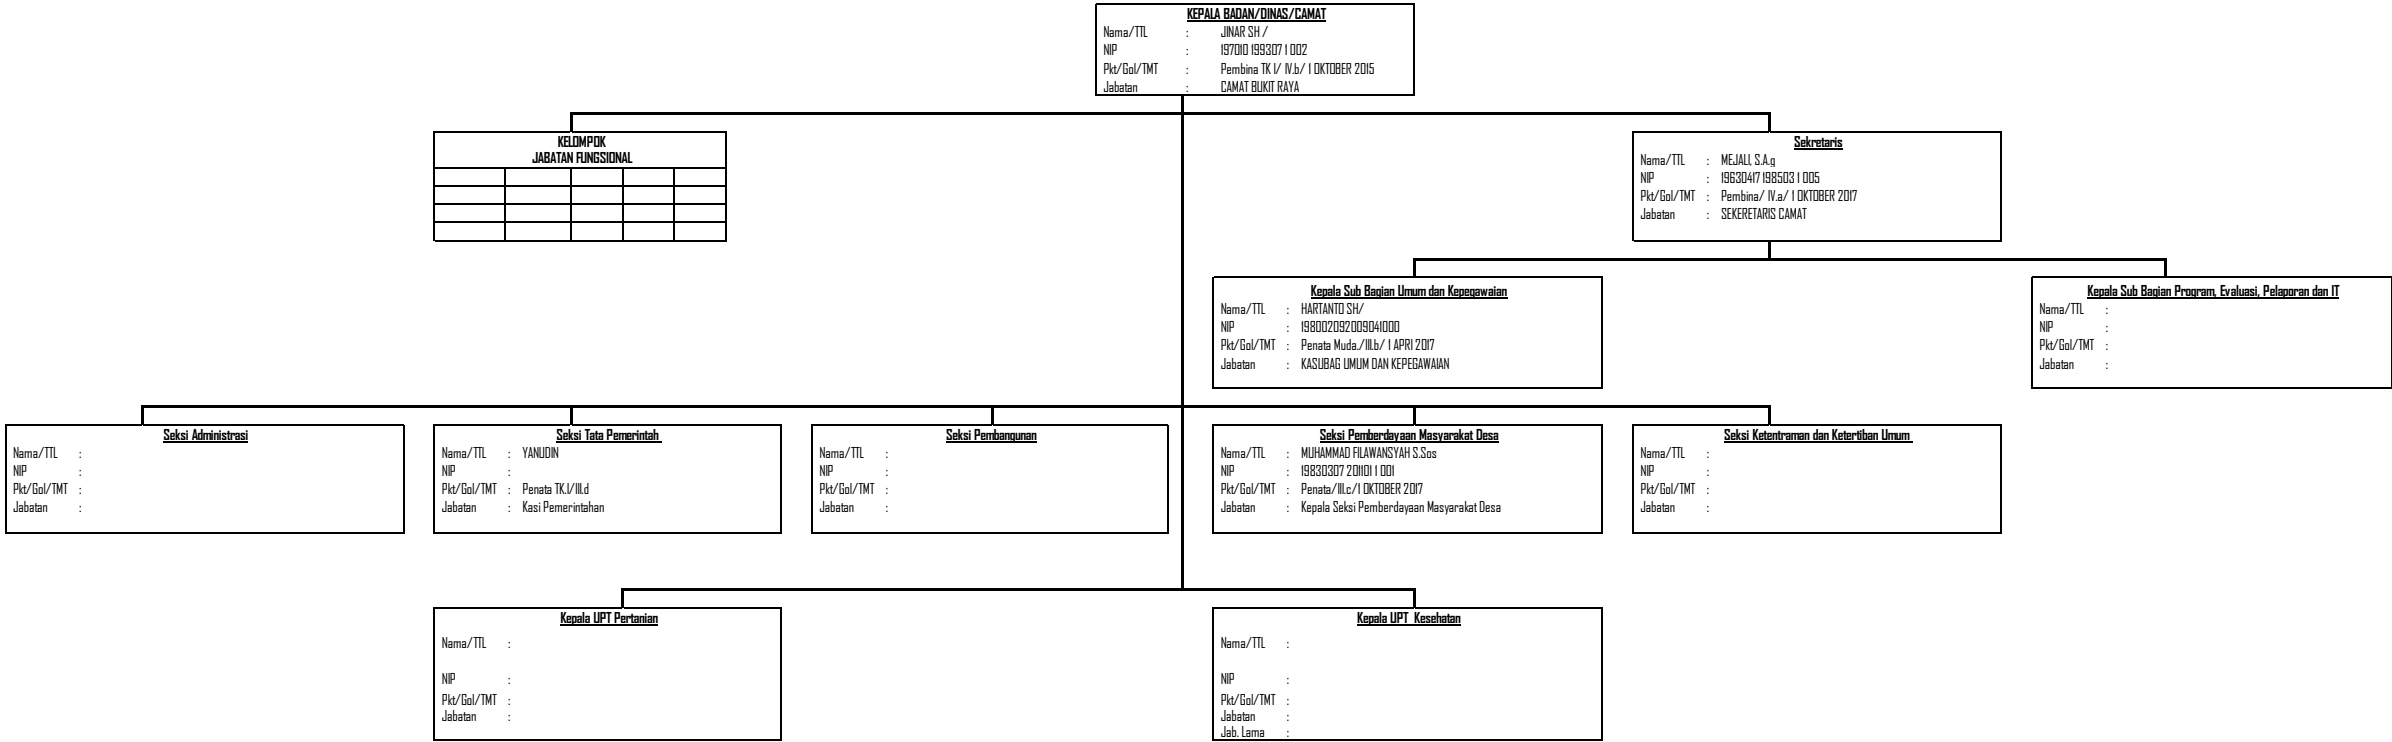 KEPALA BADAN/DINAS/CAMAT
Nama/TTL : JINAR SH /
NIP : 197010 199307 1 002
Pkt/Gol/TMT : Pembina TK I/ IV.b/ 1 OKTOBER 2015
Jabatan : CAMAT BUKIT RAYA
KELOMPOK
JABATAN FUNGSIONAL
Sekretaris
Nama/TTL : MEJALI, S.A.g
NIP : 19630417 198503 1 005
Pkt/Gol/TMT : Pembina/ IV.a/ 1 OKTOBER 2017
Jabatan : SEKERETARIS CAMAT
Kepala Sub Bagian Umum dan Kepegawaian
Nama/TTL : HARTANTO SH/
NIP : 198002092009041000
Pkt/Gol/TMT : Penata Muda./III.b/ 1 APRI 2017
Jabatan : KASUBAG UMUM DAN KEPEGAWAIAN
Kepala Sub Bagian Program, Evaluasi, Pelaporan dan IT
Nama/TTL :
NIP :
Pkt/Gol/TMT :
Jabatan :
Seksi Administrasi
Nama/TTL :
NIP :
Pkt/Gol/TMT :
Jabatan :
Seksi Tata Pemerintah
Nama/TTL : YANUDIN
NIP :
Pkt/Gol/TMT : Penata TK.I/III.d
Jabatan : Kasi Pemerintahan
Seksi Pembangunan
Nama/TTL :
NIP :
Pkt/Gol/TMT :
Jabatan :
Seksi Pemberdayaan Masyarakat Desa
Nama/TTL : MUHAMMAD FILAWANSYAH S.Sos
NIP : 19830307 201101 1 001
Pkt/Gol/TMT : Penata/III.c/1 OKTOBER 2017
Jabatan : Kepala Seksi Pemberdayaan Masyarakat Desa
Seksi Ketentraman dan Ketertiban Umum
Nama/TTL :
NIP :
Pkt/Gol/TMT :
Jabatan :
Kepala UPT Pertanian
Nama/TTL :
NIP :
Pkt/Gol/TMT :
Jabatan :
Kepala UPT Kesehatan
Nama/TTL :
NIP :
Pkt/Gol/TMT :
Jabatan :
Jab. Lama :